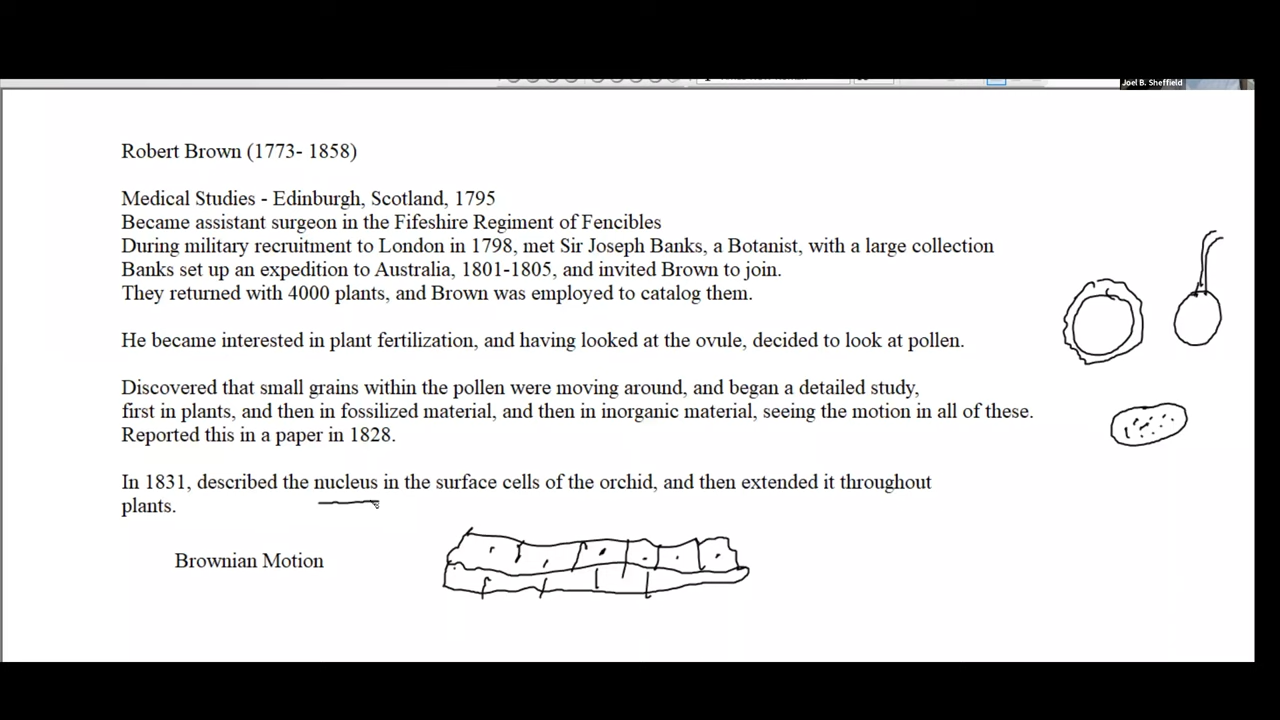 Joel B. Sheffield
Robert Brown (1773- 1858)
Medical Studies - Edinburgh, Scotland, 1795
Became assistant surgeon in the Fifeshire Regiment of Fencibles
During military recruitment to London in 1798, met Sir Joseph Banks, a Botanist, with a large collection
Banks set up an expedition to Australia, 1801-1805, and invited Brown to join.
They returned with 4000 plants, and Brown was employed to catalog them.
He became interested in plant fertilization, and having looked at the ovule, decided to look at pollen.
Discovered that small grains within the pollen were moving around, and began a detailed study,
first in plants, and then in fossilized material, and then in inorganic material, seeing the motion in all of these.
Reported this in a paper in 1828.
In 1831, described the nucleus in the surface cells of the orchid, and then extended it throughout
plants.
Brownian Motion